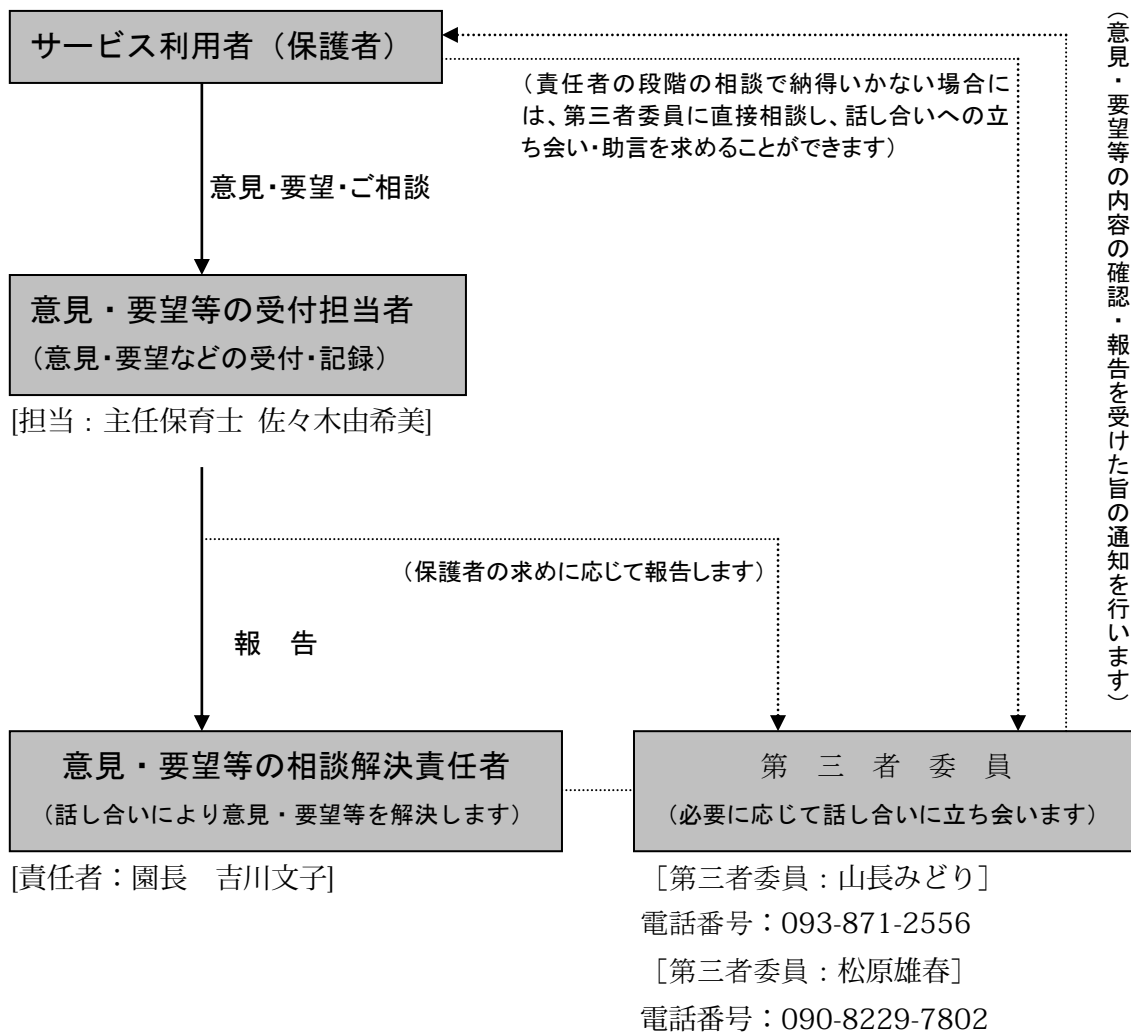 サービス利用者（保護者）
（責任者の段階の相談で納得いかない場合に
は、第三者委員に直接相談し、話し合いへの立
ち会い・助言を求めることができます）
（意見・要望等の内容の確認・報告を受けた旨の通知を行います）
意見・要望・ご相談
意見・要望等の受付担当者
（意見・要望などの受付・記録）
[担当：主任保育士 佐々木由希美]
（保護者の求めに応じて報告します）
報　告
意見・要望等の相談解決責任者
（話し合いにより意見・要望等を解決します）
[責任者：園長　吉川文子]
第　三　者　委　員
（必要に応じて話し合いに立ち会います）
［第三者委員：山長みどり］
電話番号：093-871-2556
［第三者委員：松原雄春］
電話番号：090-8229-7802